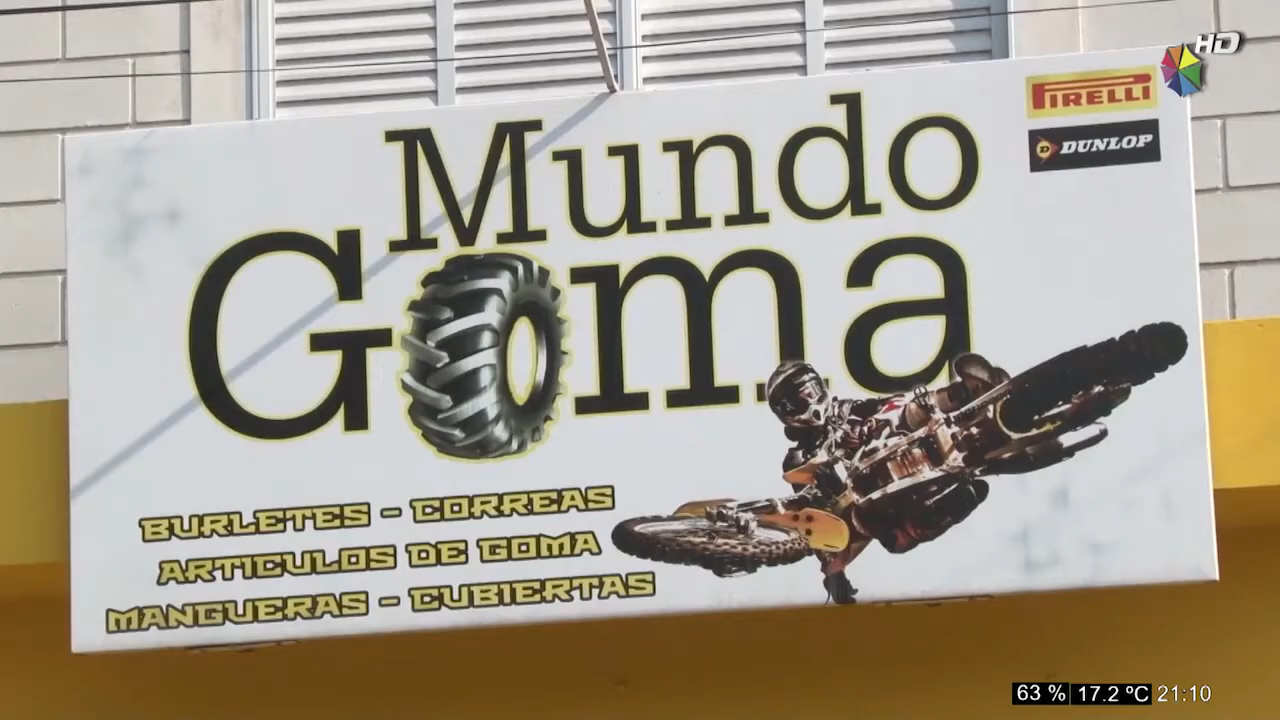 HD
PIRELLI
DUNLOP
Mundo
Goma
BURLETES - CORREAS
ARTICULOS DE GOMA
MANGUERAS - CUBIERTAS
63 % 17.2 ºC 21:10